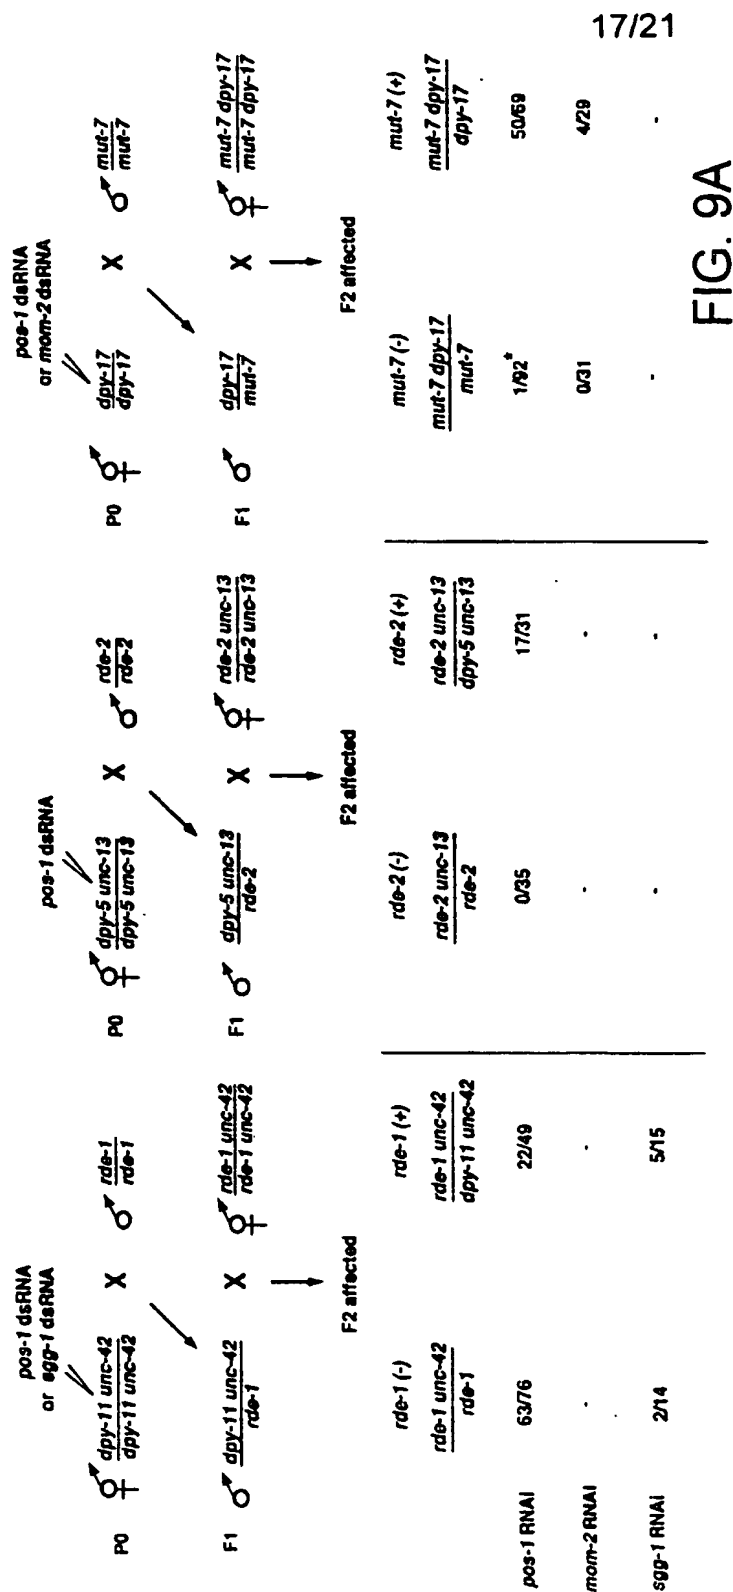 17/21
pos-1 dsRNA
or sgg-1 dsRNA
P0 dpy-11 unc-42 X rde-1
dpy-11 unc-42 rde-1
F1 dpy-11 unc-42 X rde-1 unc-42
rde-1 rde-1 unc-42
F2 affected
pos-1 dsRNA
P0 dpy-5 unc-13 X rde-2
dpy-5 unc-13 rde-2
F1 dpy-5 unc-13 X rde-2 unc-13
rde-2 rde-2 unc-13
F2 affected
pos-1 dsRNA
or mom-2 dsRNA
P0 dpy-17 X mut-7
dpy-17 mut-7
F1 dpy-17 X mut-7 dpy-17
mut-7 mut-7 dpy-17
F2 affected
rde-1 (-) rde-1 (+) rde-2 (-) rde-2 (+) mut-7 (-) mut-7 (+)
rde-1 unc-42 rde-1 unc-42 rde-2 unc-13 rde-2 unc-13 mut-7 dpy-17 mut-7 dpy-17
rde-1 dpy-11 unc-42 rde-2 dpy-5 unc-13 mut-7 dpy-17
pos-1 RNAi 63/76 22/49 0/35 17/31 1/92* 50/69
mom-2 RNAi - - - - 0/31 4/29
sgg-1 RNAi 2/14 5/15 - - - -
FIG. 9A